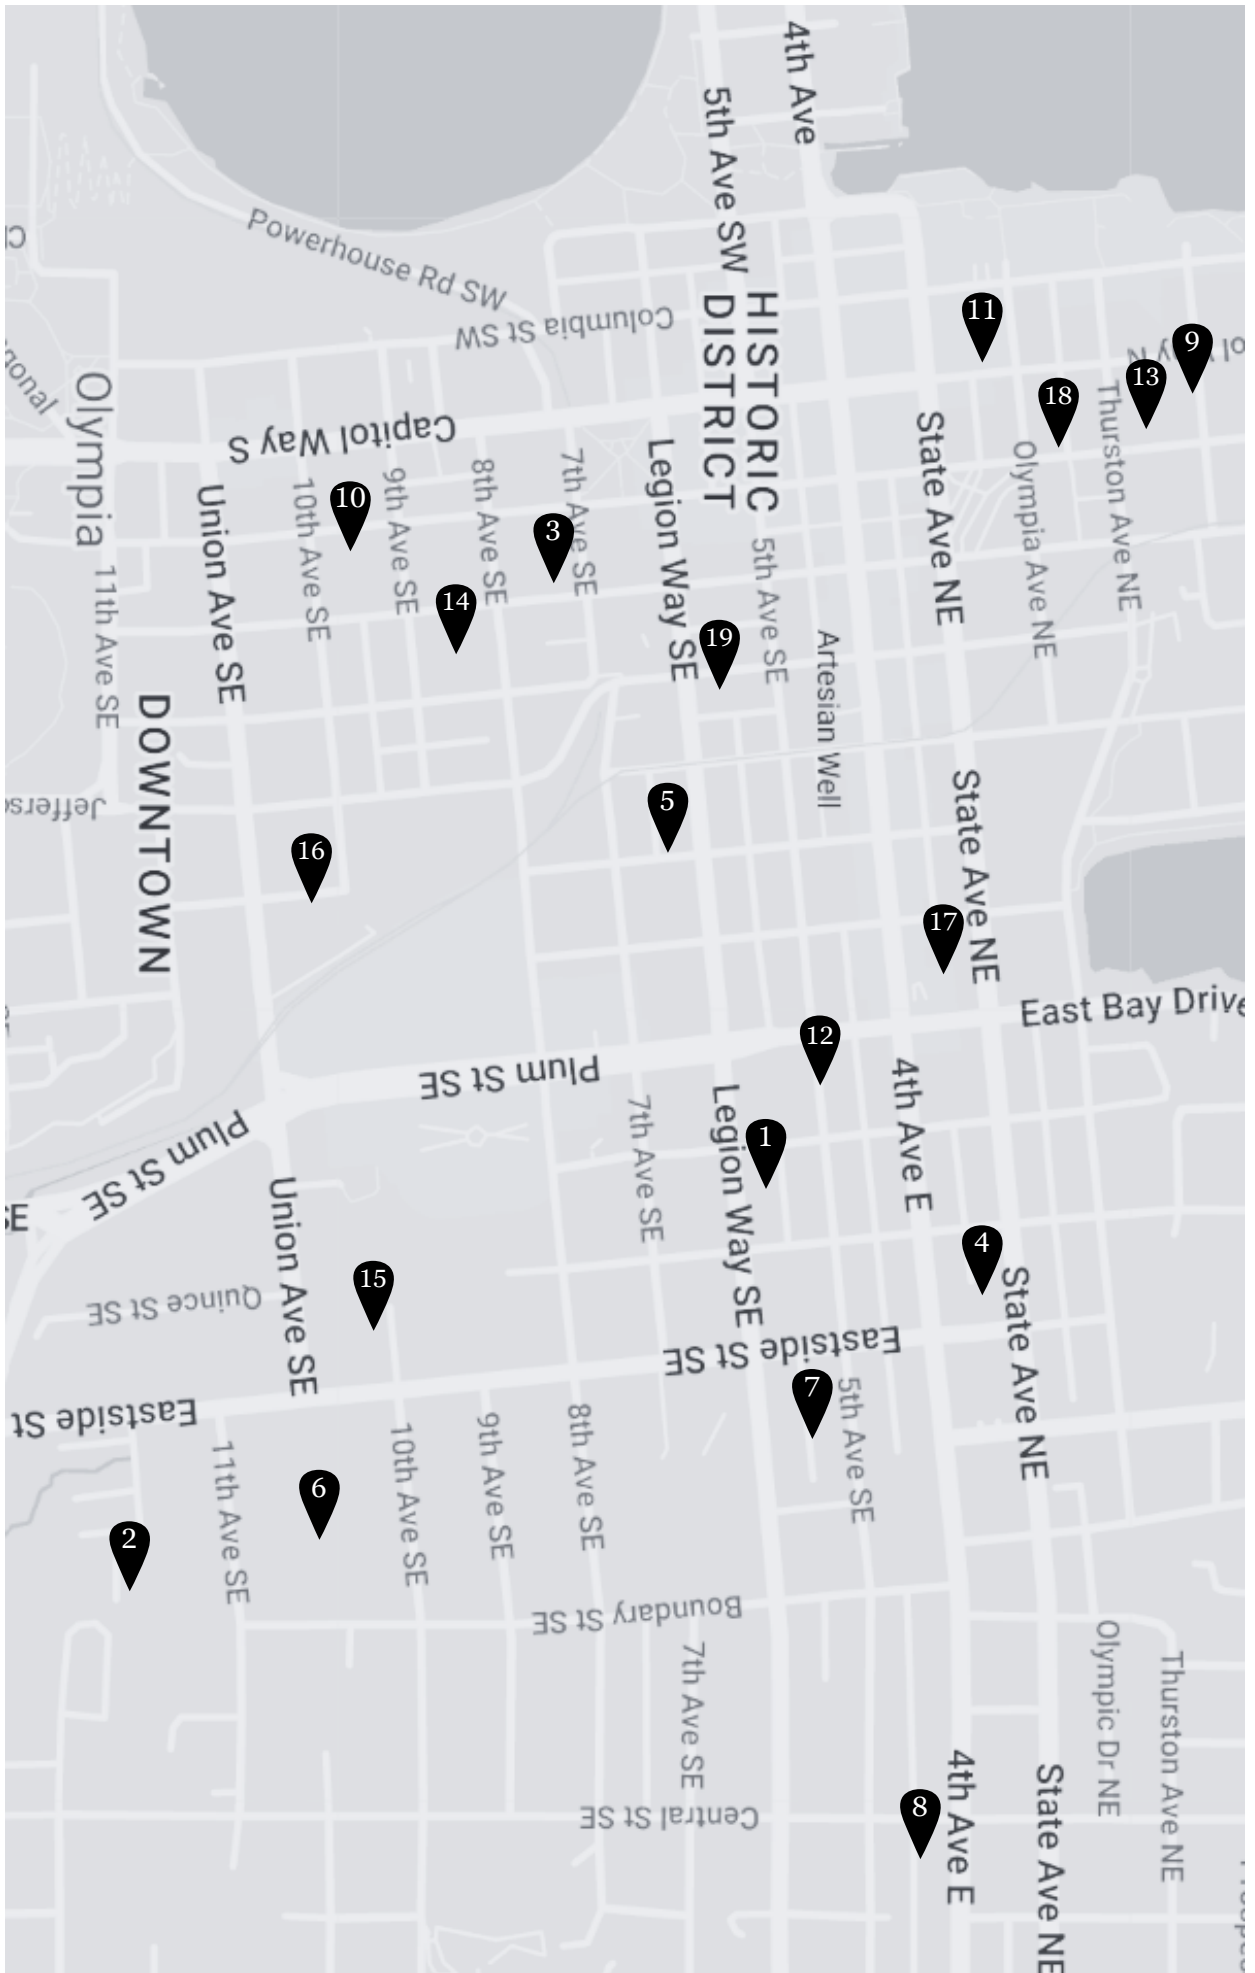 4th Ave
5th Ave SW
Powerhouse Rd SW
HISTORIC
DISTRICT
11
Columbia St SW
9
13
18
Olympia
Capitol Way S
State Ave NE
Thurston Ave NE
Olympia Ave NE
Legion Way SE
7th Ave SE
8th Ave SE
9th Ave SE
10th Ave SE
Union Ave SE
10
3
5th Ave SE
11th Ave SE
14
19
Artesian Well
DOWNTOWN
State Ave NE
5
16
17
East Bay Drive
12
Plum St SE
4th Ave E
Legion Way SE
7th Ave SE
1
Plum St SE
SE
Union Ave SE
4
15
Quince St SE
State Ave NE
Eastside St SE
7
5th Ave SE
Eastside St
8th Ave SE
9th Ave SE
10th Ave SE
11th Ave SE
6
2
Boundary St SE
Olympic Dr NE
7th Ave SE
Thurston Ave NE
4th Ave E
State Ave NE
8
Central St SE